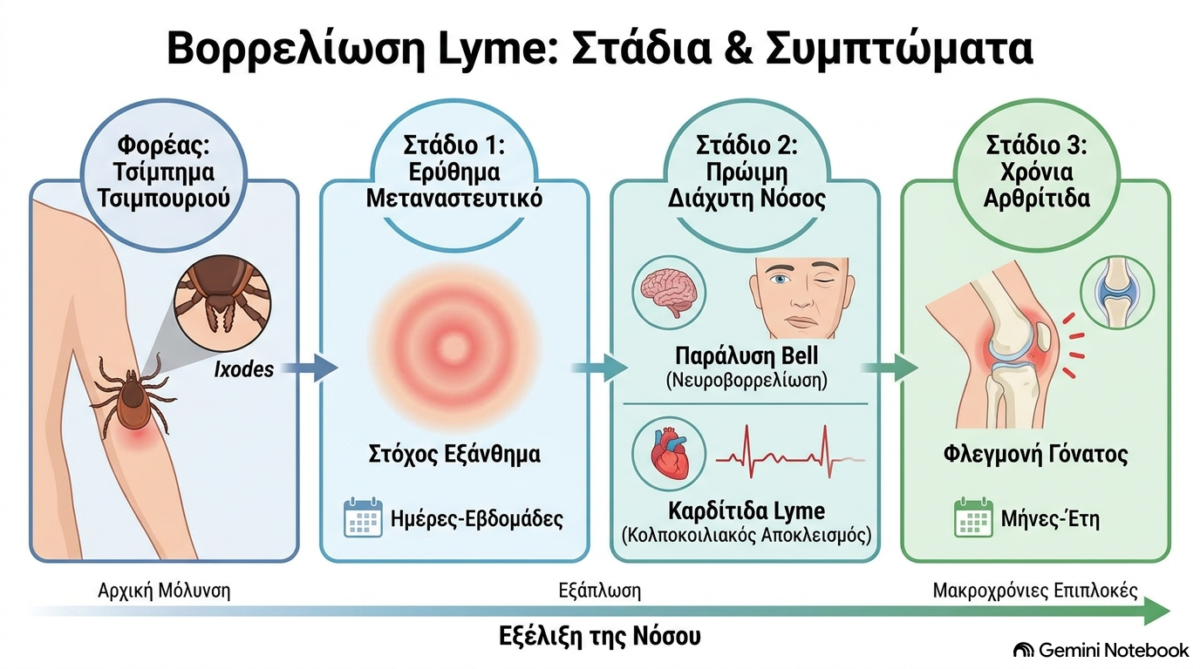 Βορρελίωση Lyme: Στάδια & Συμπτώματα
Φορέας:
Τσίμπημα
Τσιμπουριού
Ixodes
Στάδιο 1:
Ερύθημα
Μεταναστευτικό
Στόχος Εξάνθημα
Ημέρες-Εβδομάδες
Στάδιο 2:
Πρώιμη
Διάχυτη Νόσος
Παράλυση Bell
(Νευροβορρελίωση)
Καρδίτιδα Lyme
(Κολποκοιλιακός Αποκλεισμός)
Στάδιο 3:
Χρόνια
Αρθρίτιδα
Φλεγμονή Γόνατος
Μήνες-Έτη
Αρχική Μόλυνση
Εξάπλωση
Μακροχρόνιες Επιπλοκές
Εξέλιξη της Νόσου
Gemini Notebook